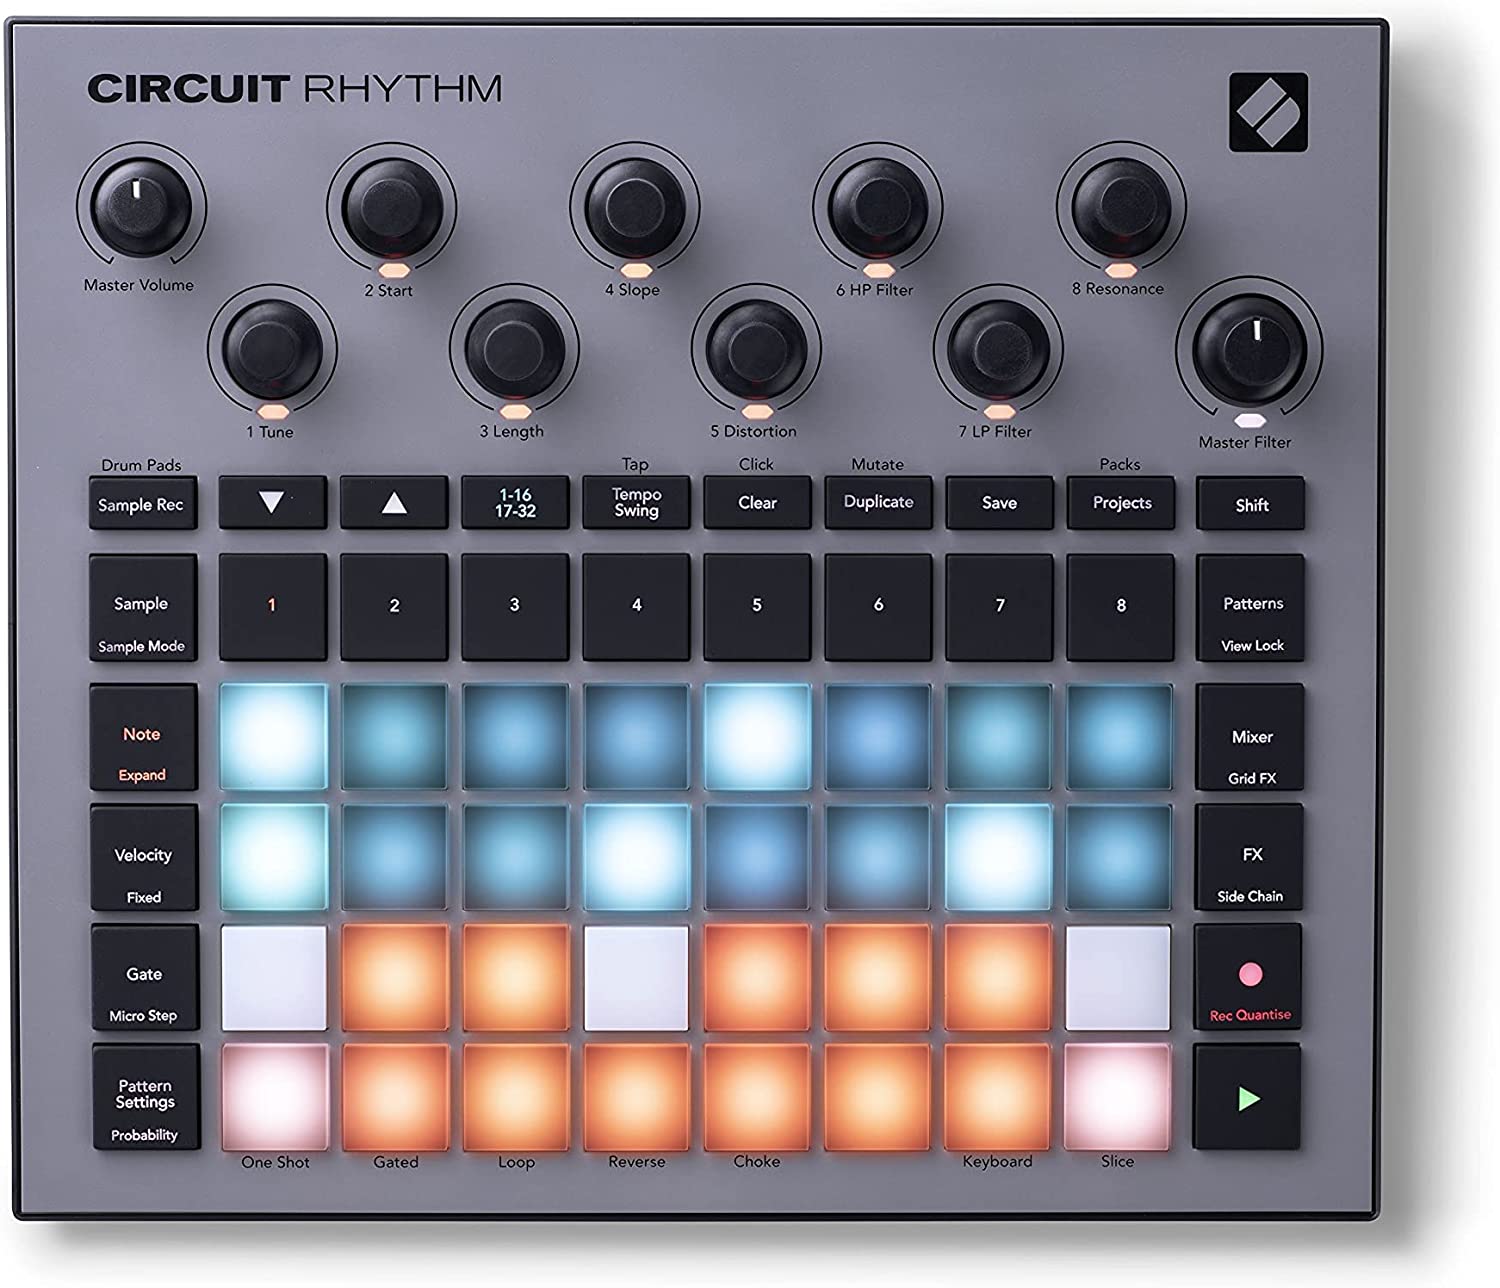 CIRCUIT RHYTHM
Master Volume
2 Start
4 Slope
6 HP Filter
8 Resonance
1 Tune
3 Length
5 Distortion
7 LP Filter
Master Filter
Drum Pads
Tap
Click
Mutate
Packs
Sample Rec
1-16
17-32
Tempo
Swing
Clear
Duplicate
Save
Projects
Shift
Sample
Sample Mode
1
2
3
4
5
6
7
8
Patterns
View Lock
Note
Expand
Mixer
Grid FX
Velocity
Fixed
FX
Side Chain
Gate
Micro Step
Rec Quantise
Pattern
Settings
Probability
One Shot
Gated
Loop
Reverse
Choke
Keyboard
Slice